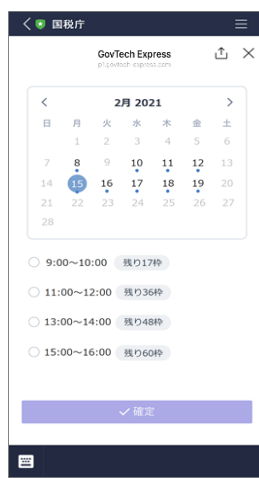 国税庁
GovTech Express
p1.govtech-express.com
2月 2021
日 月 火 水 木 金 土
1 2 3 4 5 6
7 8 9 10 11 12 13
14 15 16 17 18 19 20
21 22 23 24 25 26 27
28
9:00~10:00 残り17枠
11:00~12:00 残り36枠
13:00~14:00 残り48枠
15:00~16:00 残り60枠
確定